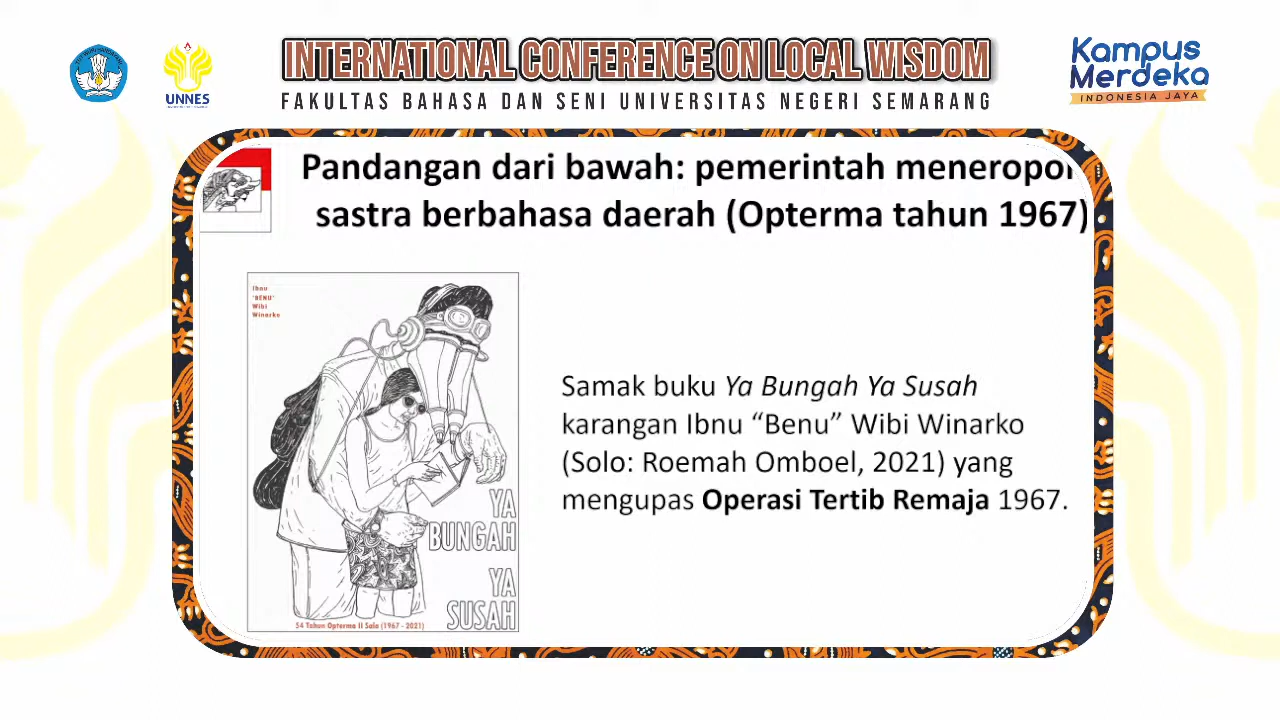 INTERNATIONAL CONFERENCE ON LOCAL WISDOM
FAKULTAS BAHASA DAN SENI UNIVERSITAS NEGERI SEMARANG
UNNES
Kampus
Merdeka
INDONESIA JAYA
Pandangan dari bawah: pemerintah meneropon
sastra berbahasa daerah (Opterma tahun 1967)
Ibnu
"BENU"
Wibi
Winarko
YA
BUNGAH
YA
SUSAH
54 Tahun Opterma II Solo (1967 - 2021)
Samak buku Ya Bungah Ya Susah
karangan Ibnu “Benu” Wibi Winarko
(Solo: Roemah Omboel, 2021) yang
mengupas Operasi Tertib Remaja 1967.